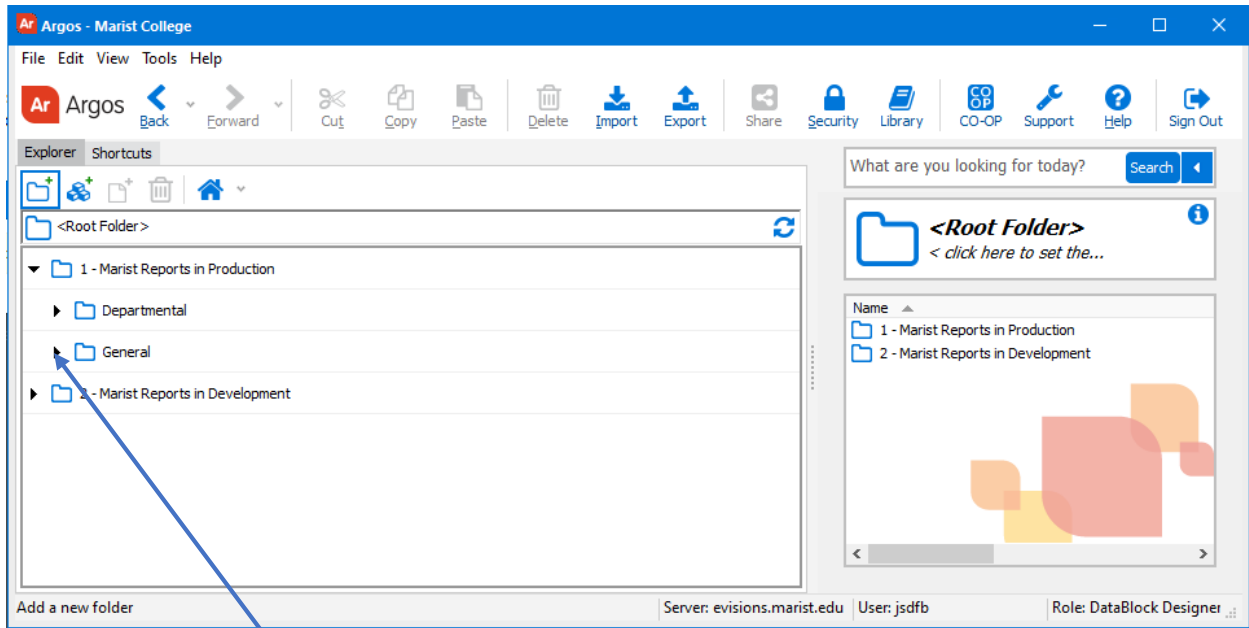 Ar Argos - Marist College
File Edit View Tools Help
Ar Argos Back Forward Cut Copy Paste Delete Import Export Share Security Library CO-OP Support Help Sign Out
CO OP
Explorer Shortcuts
What are you looking for today? Search
<Root Folder>
<Root Folder>
< click here to set the...
1 - Marist Reports in Production
Departmental
General
2 - Marist Reports in Development
Name
1 - Marist Reports in Production
2 - Marist Reports in Development
Add a new folder
Server: evisions.marist.edu User: jsdfb Role: DataBlock Designer